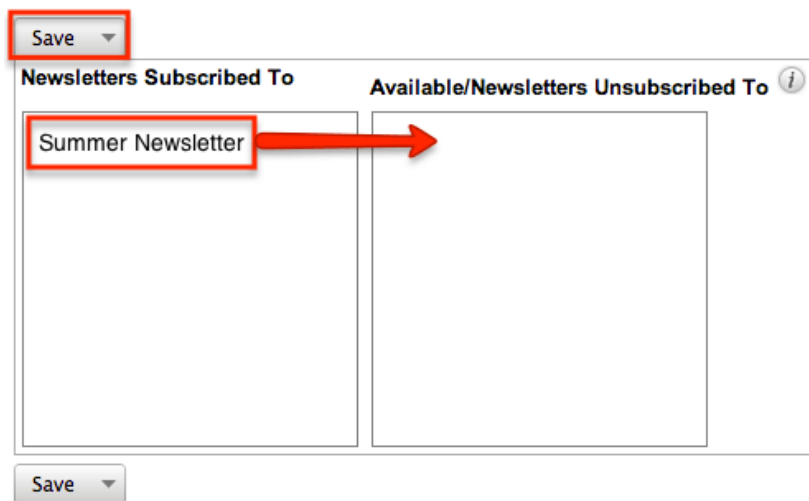 Save
Newsletters Subscribed To
Available/Newsletters Unsubscribed To i
Summer Newsletter
Save